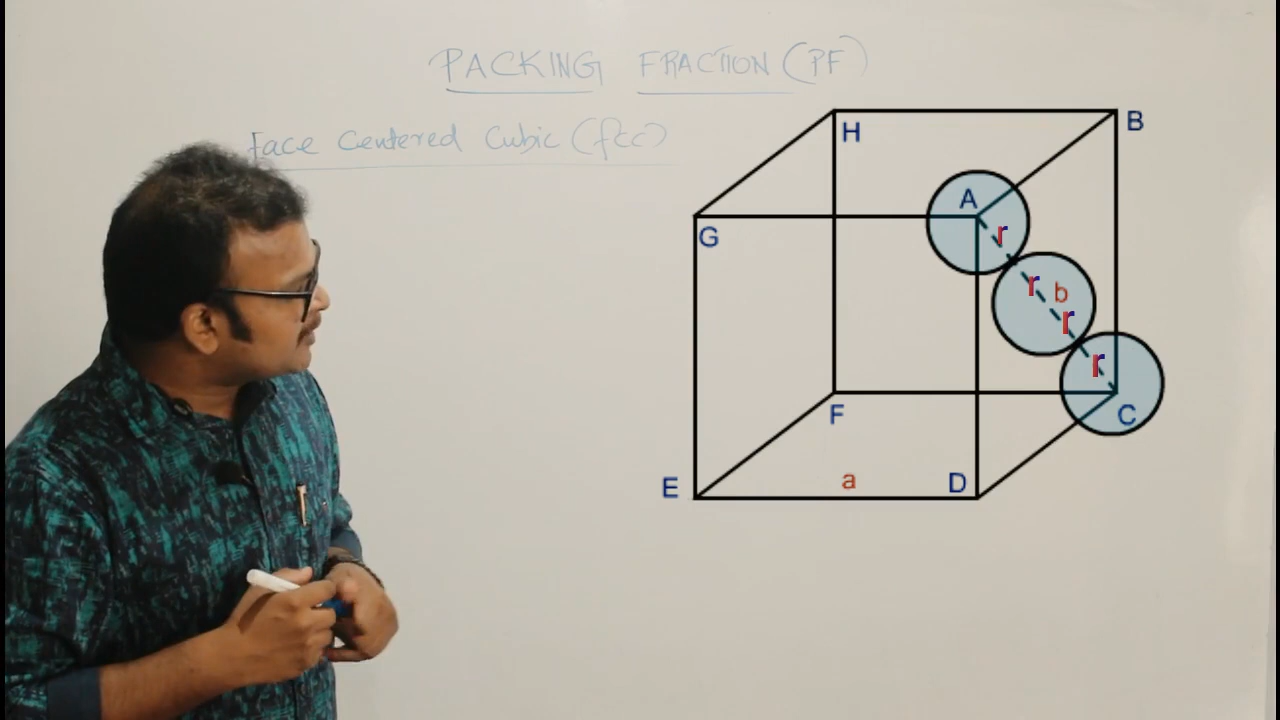 PACKING FRACTION (PF)
Face Centered Cubic (fcc)
H
B
A
G
r
r
b
r
r
F
C
a
E
D